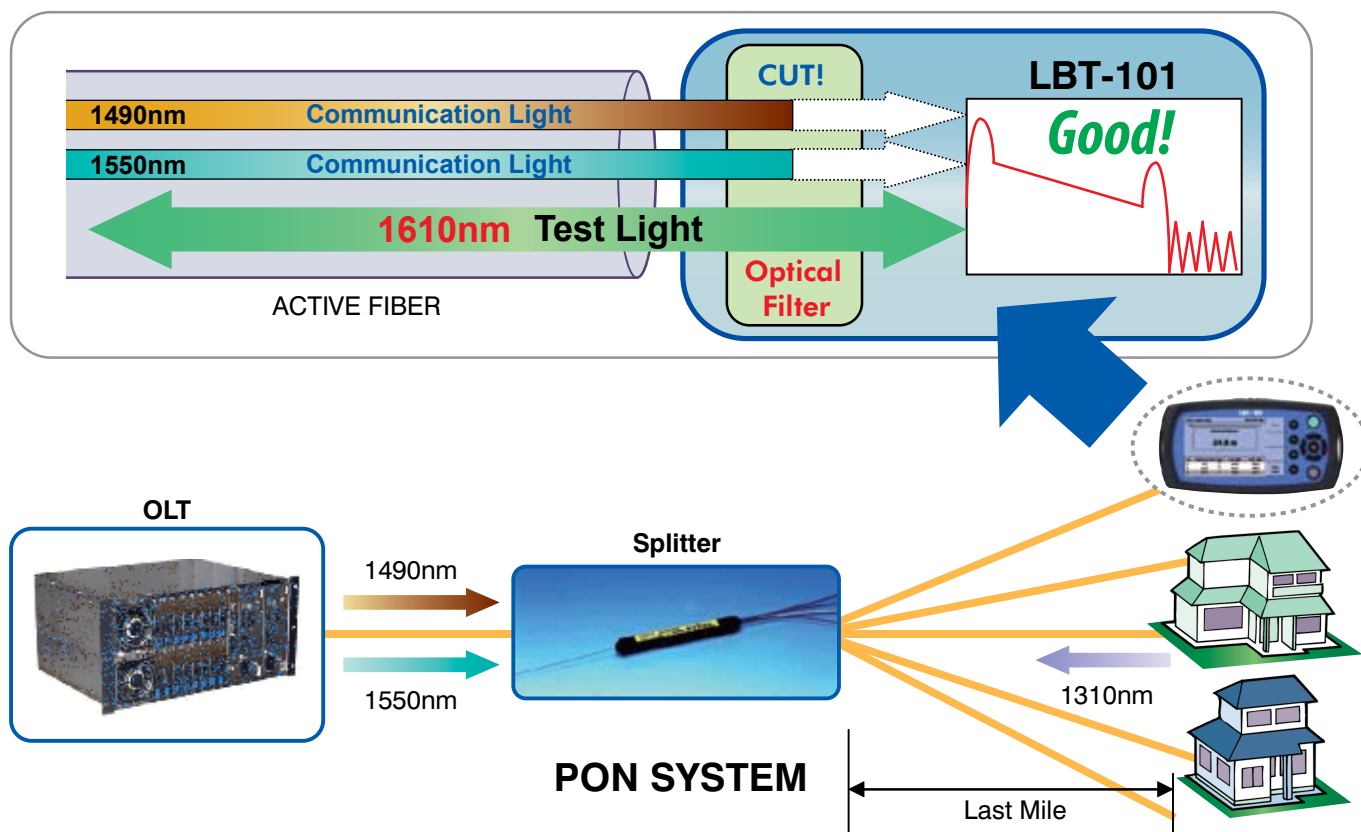 CUT!
LBT-101
1490nm Communication Light
Good!
1550nm Communication Light
1610nm Test Light
Optical
Filter
ACTIVE FIBER
OLT
Splitter
1490nm
1550nm
1310nm
PON SYSTEM
Last Mile